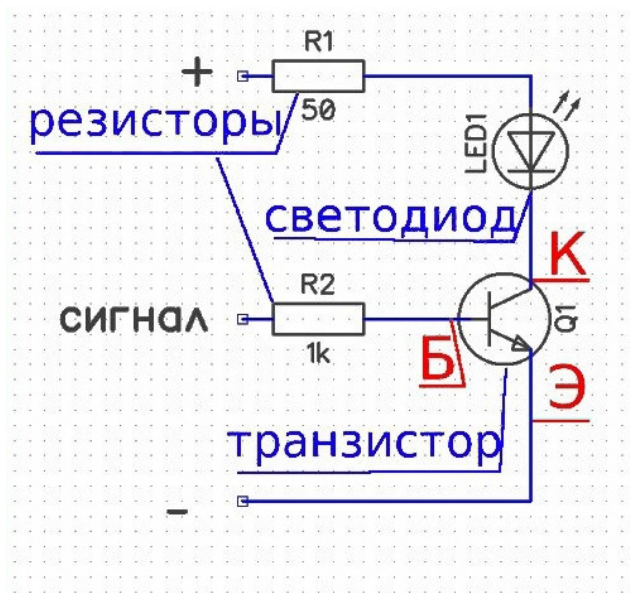 R1
+
50
резисторы
LED1
светодиод
К
R2
сигнал
Q1
1k
Б
Э
транзистор
-